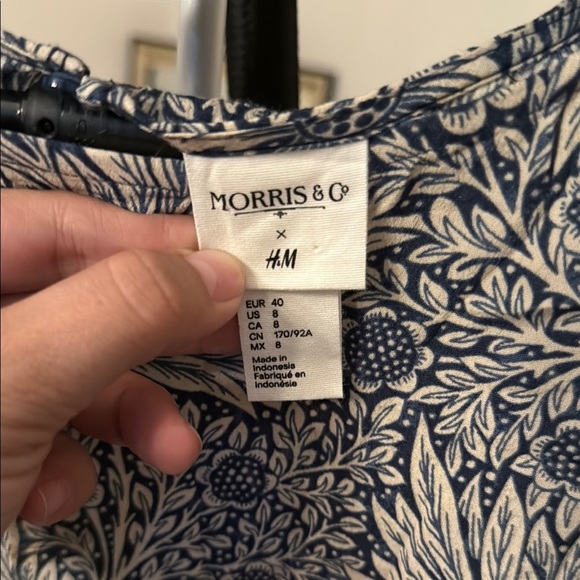 MORRIS & Co
×
H&M
EUR 40
US 8
CA 8
CN 170/92A
MX 8
Made in
Indonesia
Fabriqué en
Indonésie